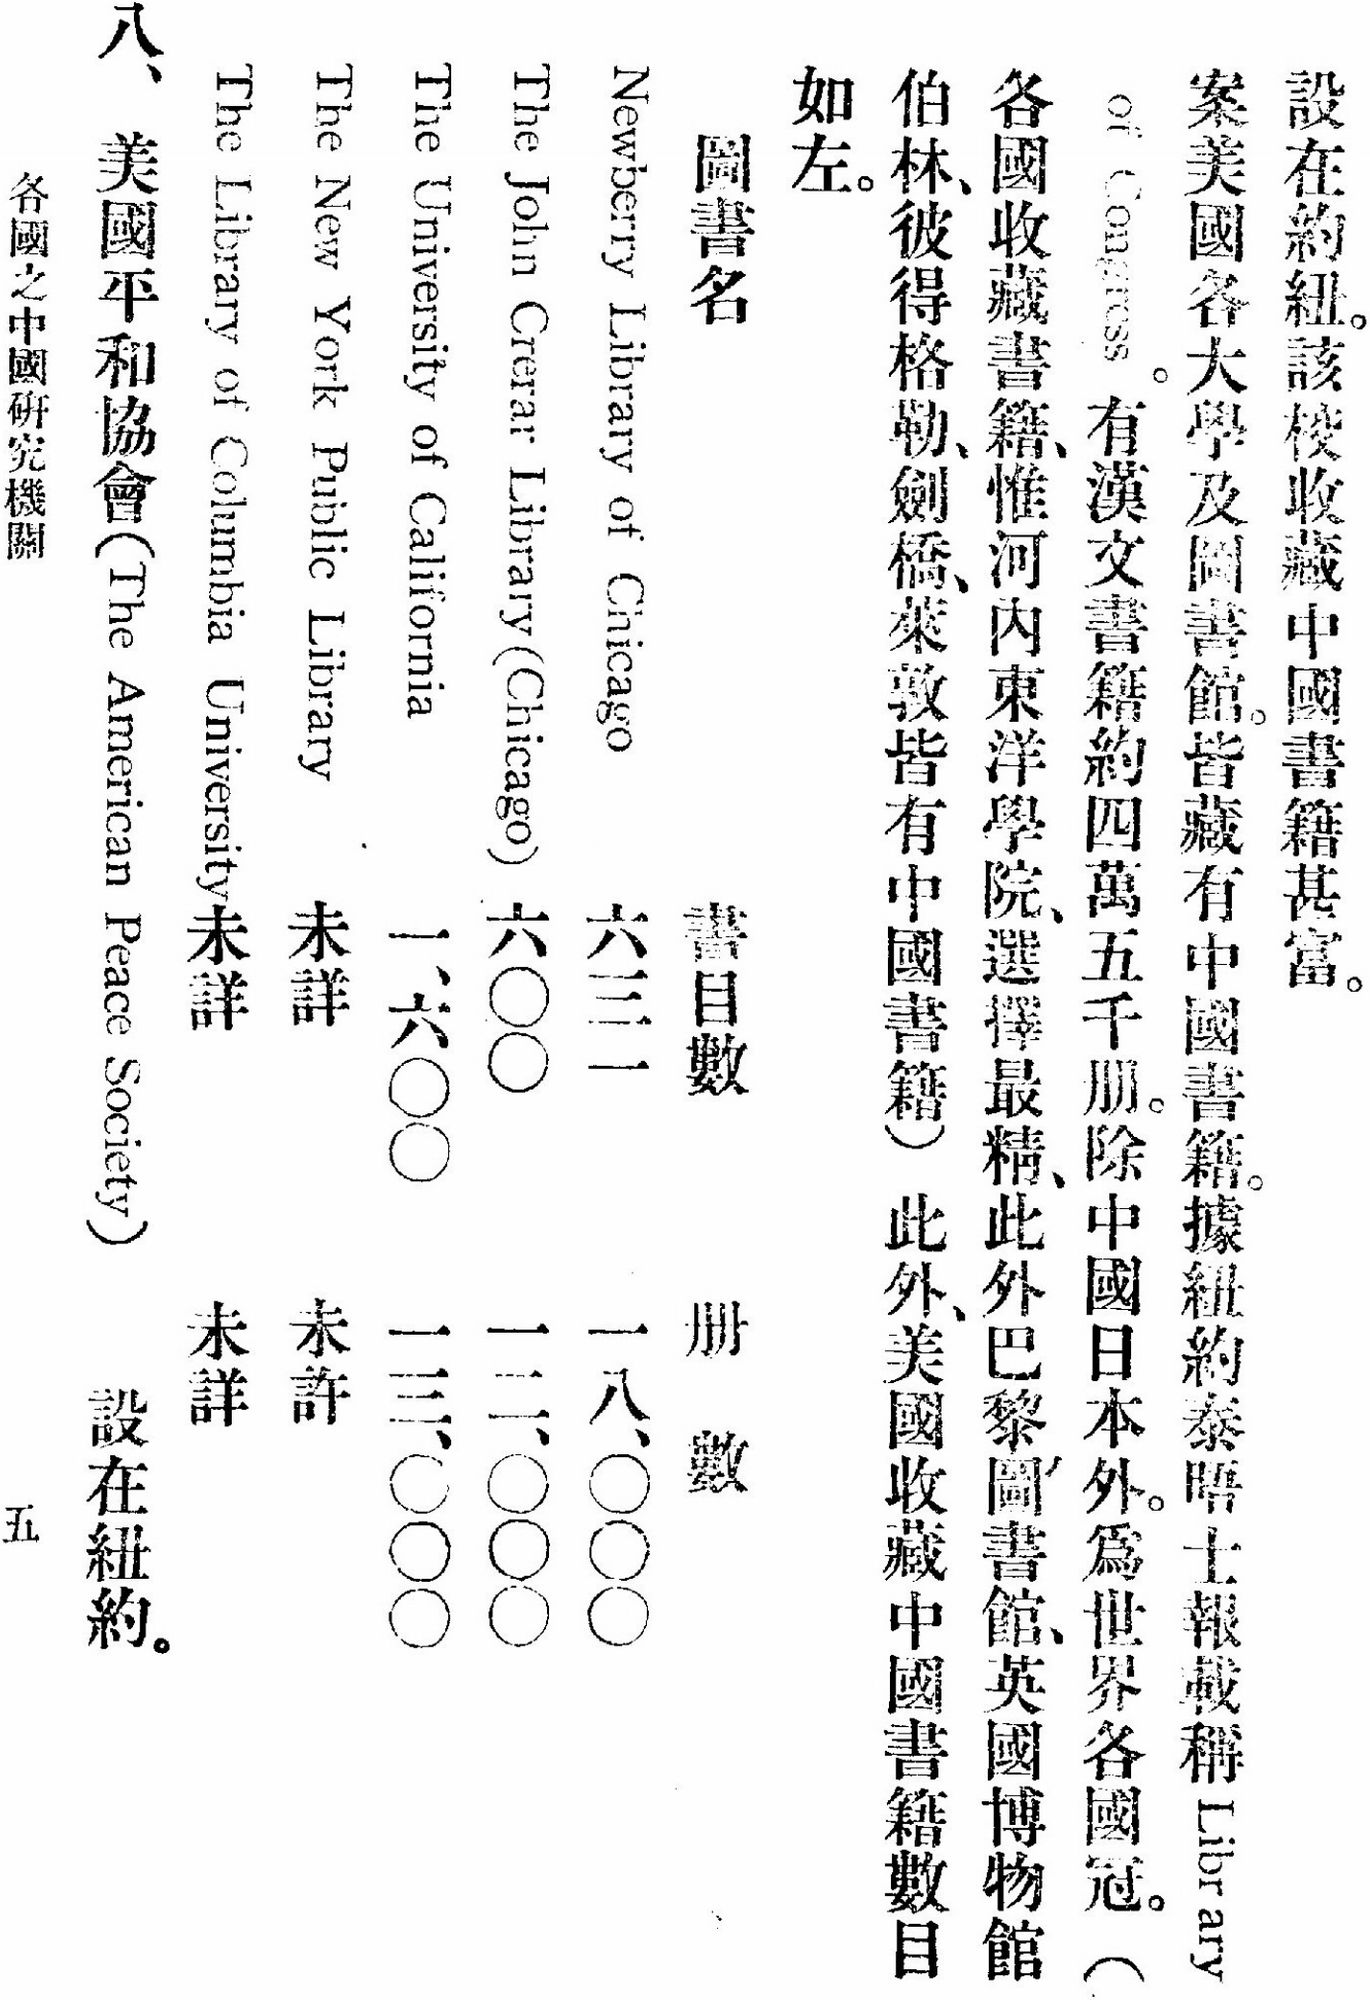 設在約紐。該校收藏中國書籍甚富。
案美國各大學及圖書館。皆藏有中國書籍。據紐約泰晤士報載稱 Library
of Congress。有漢文書籍約四萬五千册。除中國日本外。爲世界各國冠。（
各國收藏書籍、惟河內東洋學院、選擇最精、此外巴黎圖書館、英國博物館
伯林、彼得格勒、劍橋、萊敦皆有中國書籍）此外、美國收藏中國書籍數目
如左。
圖書名 書目數 册數
Newberry Library of Chicago 六三一 一八、〇〇〇
The John Crerar Library (Chicago) 六〇〇 一二、〇〇〇
The University of California 一、六〇〇 一三、〇〇〇
The New York Public Library 未詳 未許
The Library of Columbia University 未詳 未詳
八、美國平和協會(The American Peace Society) 設在紐約。
各國之中國研究機關 五